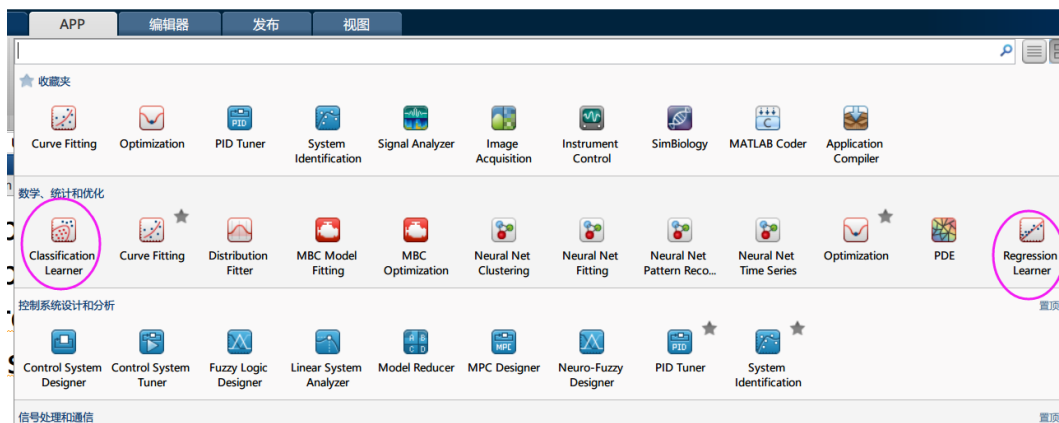 APP 编辑器 发布 视图
收藏夹
Curve Fitting
Optimization
PID Tuner
System
Identification
Signal Analyzer
Image
Acquisition
Instrument
Control
SimBiology
MATLAB Coder
Application
Compiler
数学、统计和优化
Classification
Learner
Curve Fitting
Distribution
Fitter
MBC Model
Fitting
MBC
Optimization
Neural Net
Clustering
Neural Net
Fitting
Neural Net
Pattern Reco...
Neural Net
Time Series
Optimization
PDE
Regression
Learner
控制系统设计和分析
置顶
Control System
Designer
Control System
Tuner
Fuzzy Logic
Designer
Linear System
Analyzer
Model Reducer
MPC Designer
Neuro-Fuzzy
Designer
PID Tuner
System
Identification
信号处理和通信
置顶